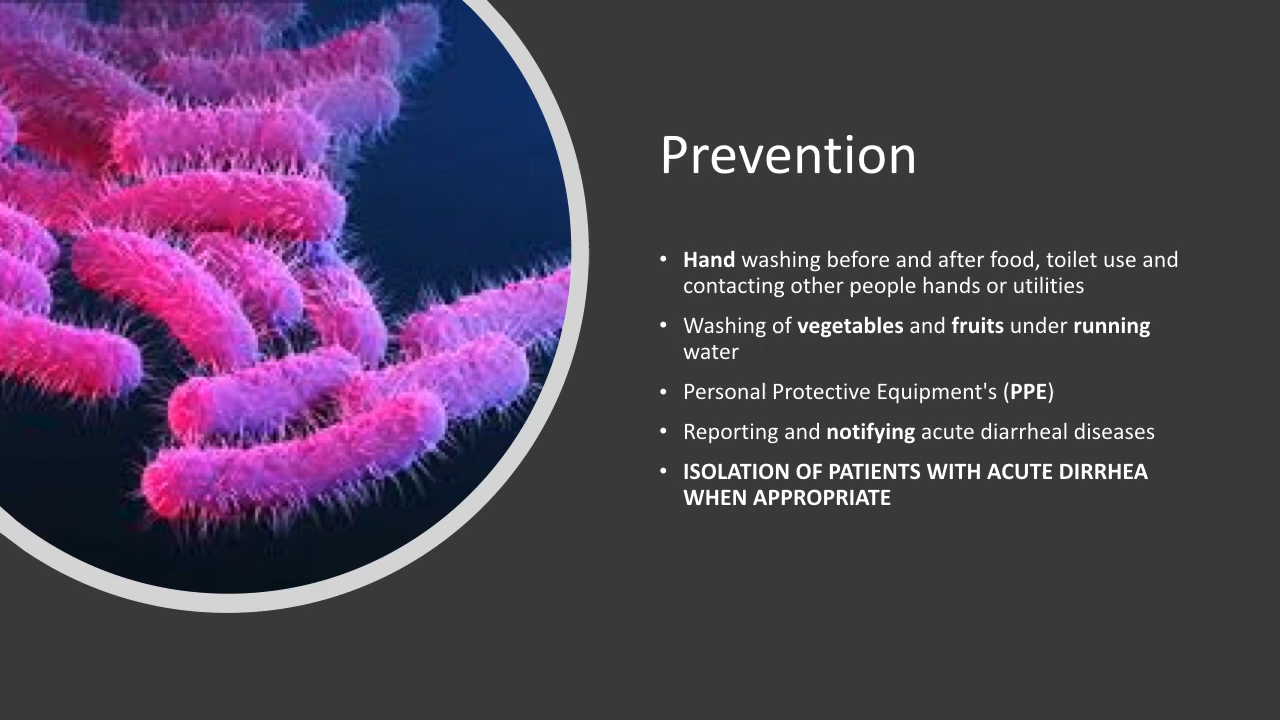 Prevention
• Hand washing before and after food, toilet use and
contacting other people hands or utilities
• Washing of vegetables and fruits under running
water
• Personal Protective Equipment's (PPE)
• Reporting and notifying acute diarrheal diseases
• ISOLATION OF PATIENTS WITH ACUTE DIRRHEA
WHEN APPROPRIATE